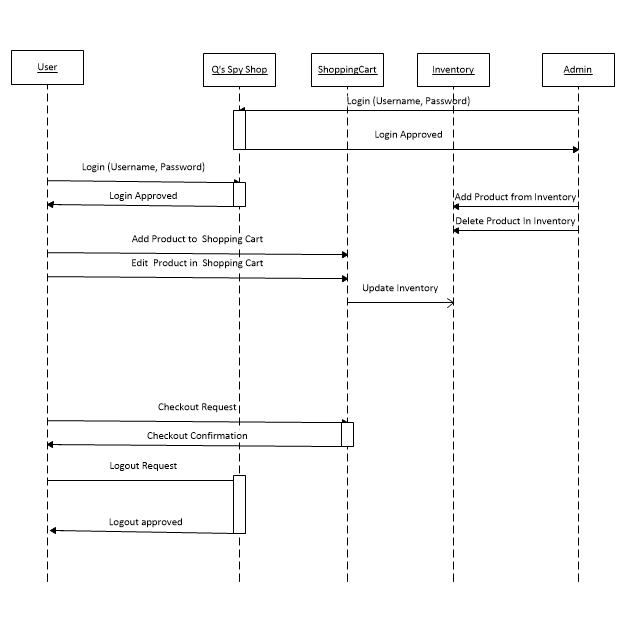 User
Q's Spy Shop
ShoppingCart
Inventory
Admin
Login (Username, Password)
Login Approved
Login (Username, Password)
Login Approved
Add Product from Inventory
Delete Product In Inventory
Add Product to Shopping Cart
Edit Product in Shopping Cart
Update Inventory
Checkout Request
Checkout Confirmation
Logout Request
Logout approved